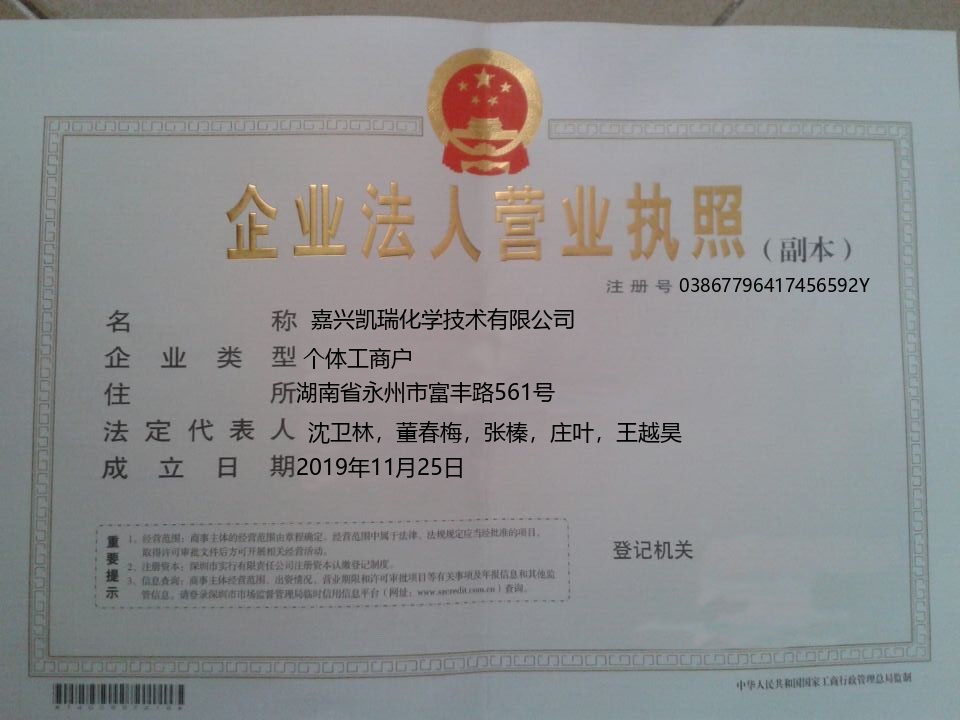 企业法人营业执照（副本）
注册号 03867796417456592Y
名称 嘉兴凯瑞化学技术有限公司
企业类型 个体工商户
住所 湖南省永州市富丰路561号
法定代表人 沈卫林，董春梅，张榛，庄叶，王越昊
成立日期 2019年11月25日
重要提示
1、经营范围：商事主体的经营范围由章程确定。经营范围中属于法律、法规规定应当经批准的项目，
取得许可审批文件后方可开展相关经营活动。
2、注册资本：深圳市实行有限责任公司注册资本认缴登记制度。
3、信息查询：商事主体经营范围、出资情况、营业期限和许可审批项目等有关事项及年报信息和其他监
管信息，请登录深圳市市场监督管理局临时信用信息平台（网址：www.szcredit.com.cn）查询。
登记机关
中华人民共和国国家工商行政管理总局监制